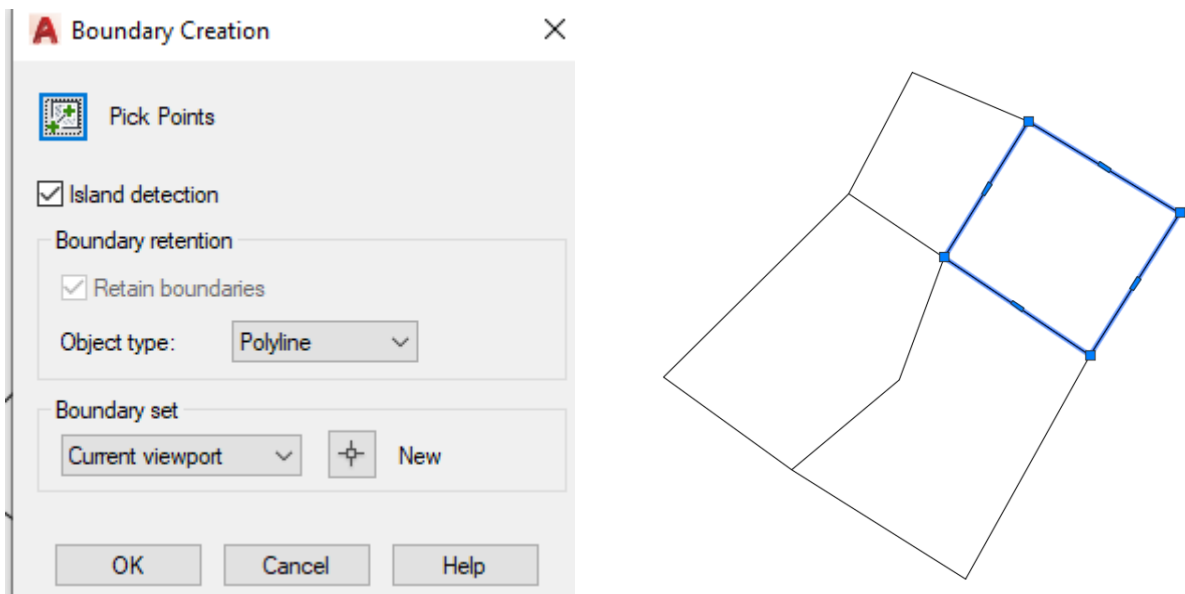 Boundary Creation
Pick Points
Island detection
Boundary retention
Retain boundaries
Object type: Polyline
Boundary set
Current viewport New
OK Cancel Help